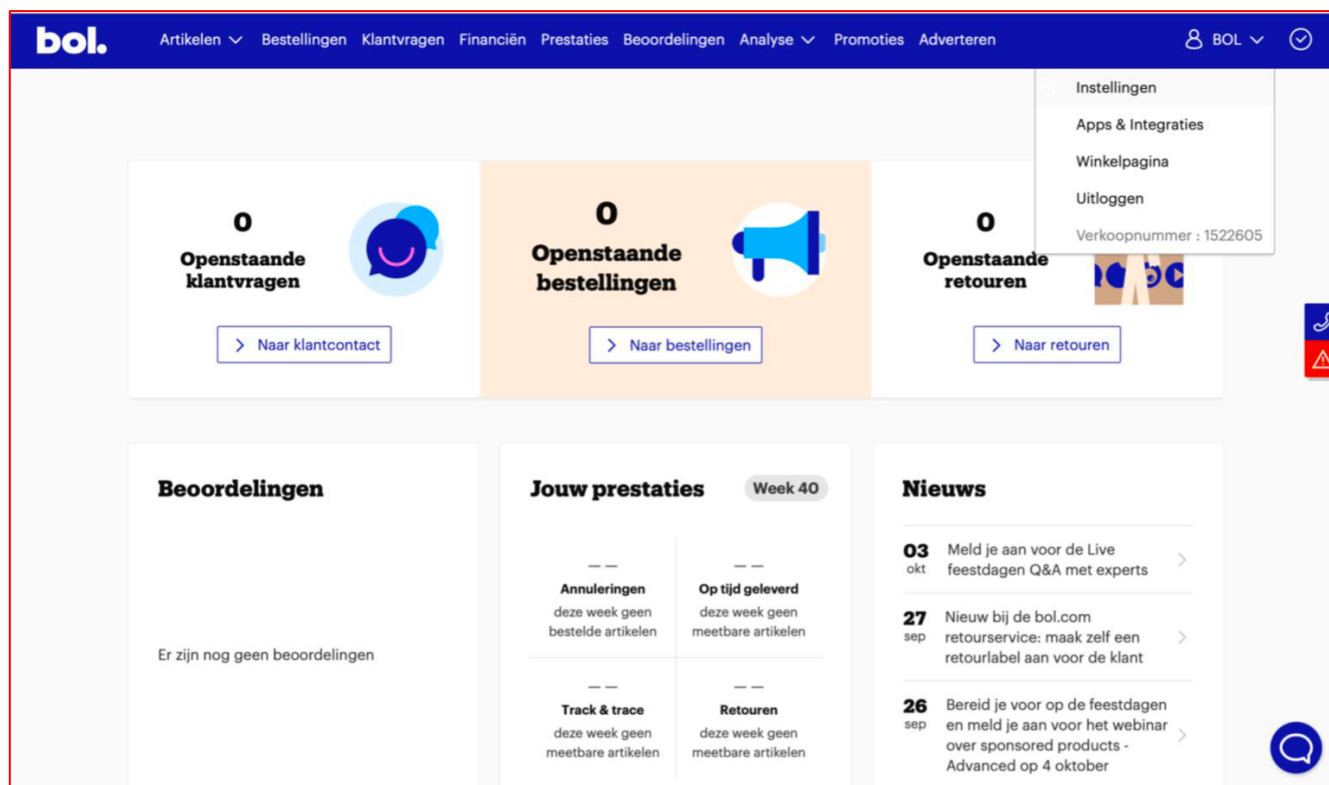 bol.
Artikelen Bestellingen Klantvragen Financiën Prestaties Beoordelingen Analyse Promoties Adverteren BOL
Instellingen
Apps & Integraties
Winkelpagina
Uitloggen
Verkoopnummer : 1522605
0
Openstaande
klantvragen
Naar klantcontact
0
Openstaande
bestellingen
Naar bestellingen
0
Openstaande
retouren
Naar retouren
Beoordelingen
Er zijn nog geen beoordelingen
Jouw prestaties Week 40
— —
Annuleringen
deze week geen
bestelde artikelen
— —
Op tijd geleverd
deze week geen
meetbare artikelen
— —
Track & trace
deze week geen
meetbare artikelen
— —
Retouren
deze week geen
meetbare artikelen
Nieuws
03 okt
Meld je aan voor de Live
feestdagen Q&A met experts
27 sep
Nieuw bij de bol.com
retourservice: maak zelf een
retourlabel aan voor de klant
26 sep
Bereid je voor op de feestdagen
en meld je aan voor het webinar
over sponsored products -
Advanced op 4 oktober